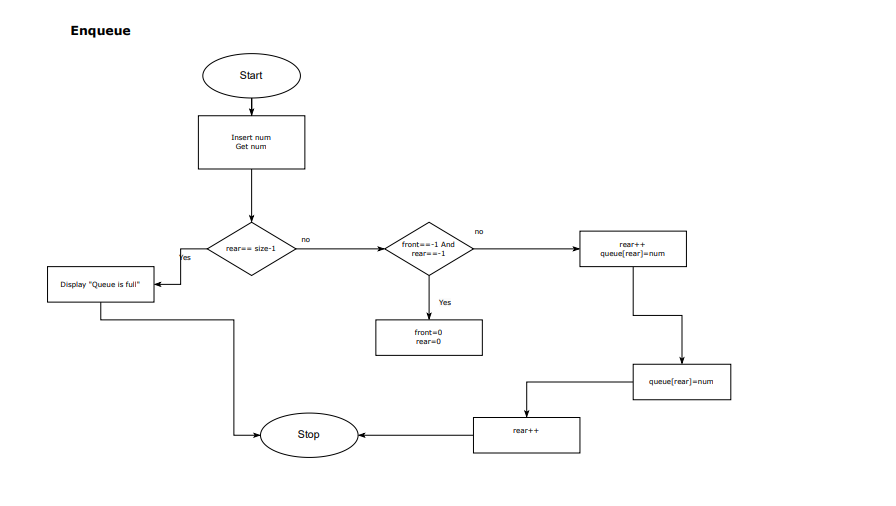 Enqueue
Start
Insert num
Get num
rear== size-1
no
Yes
front==-1 And
rear==-1
no
rear++
queue[rear]=num
Display "Queue is full"
Yes
front=0
rear=0
queue[rear]=num
rear++
Stop